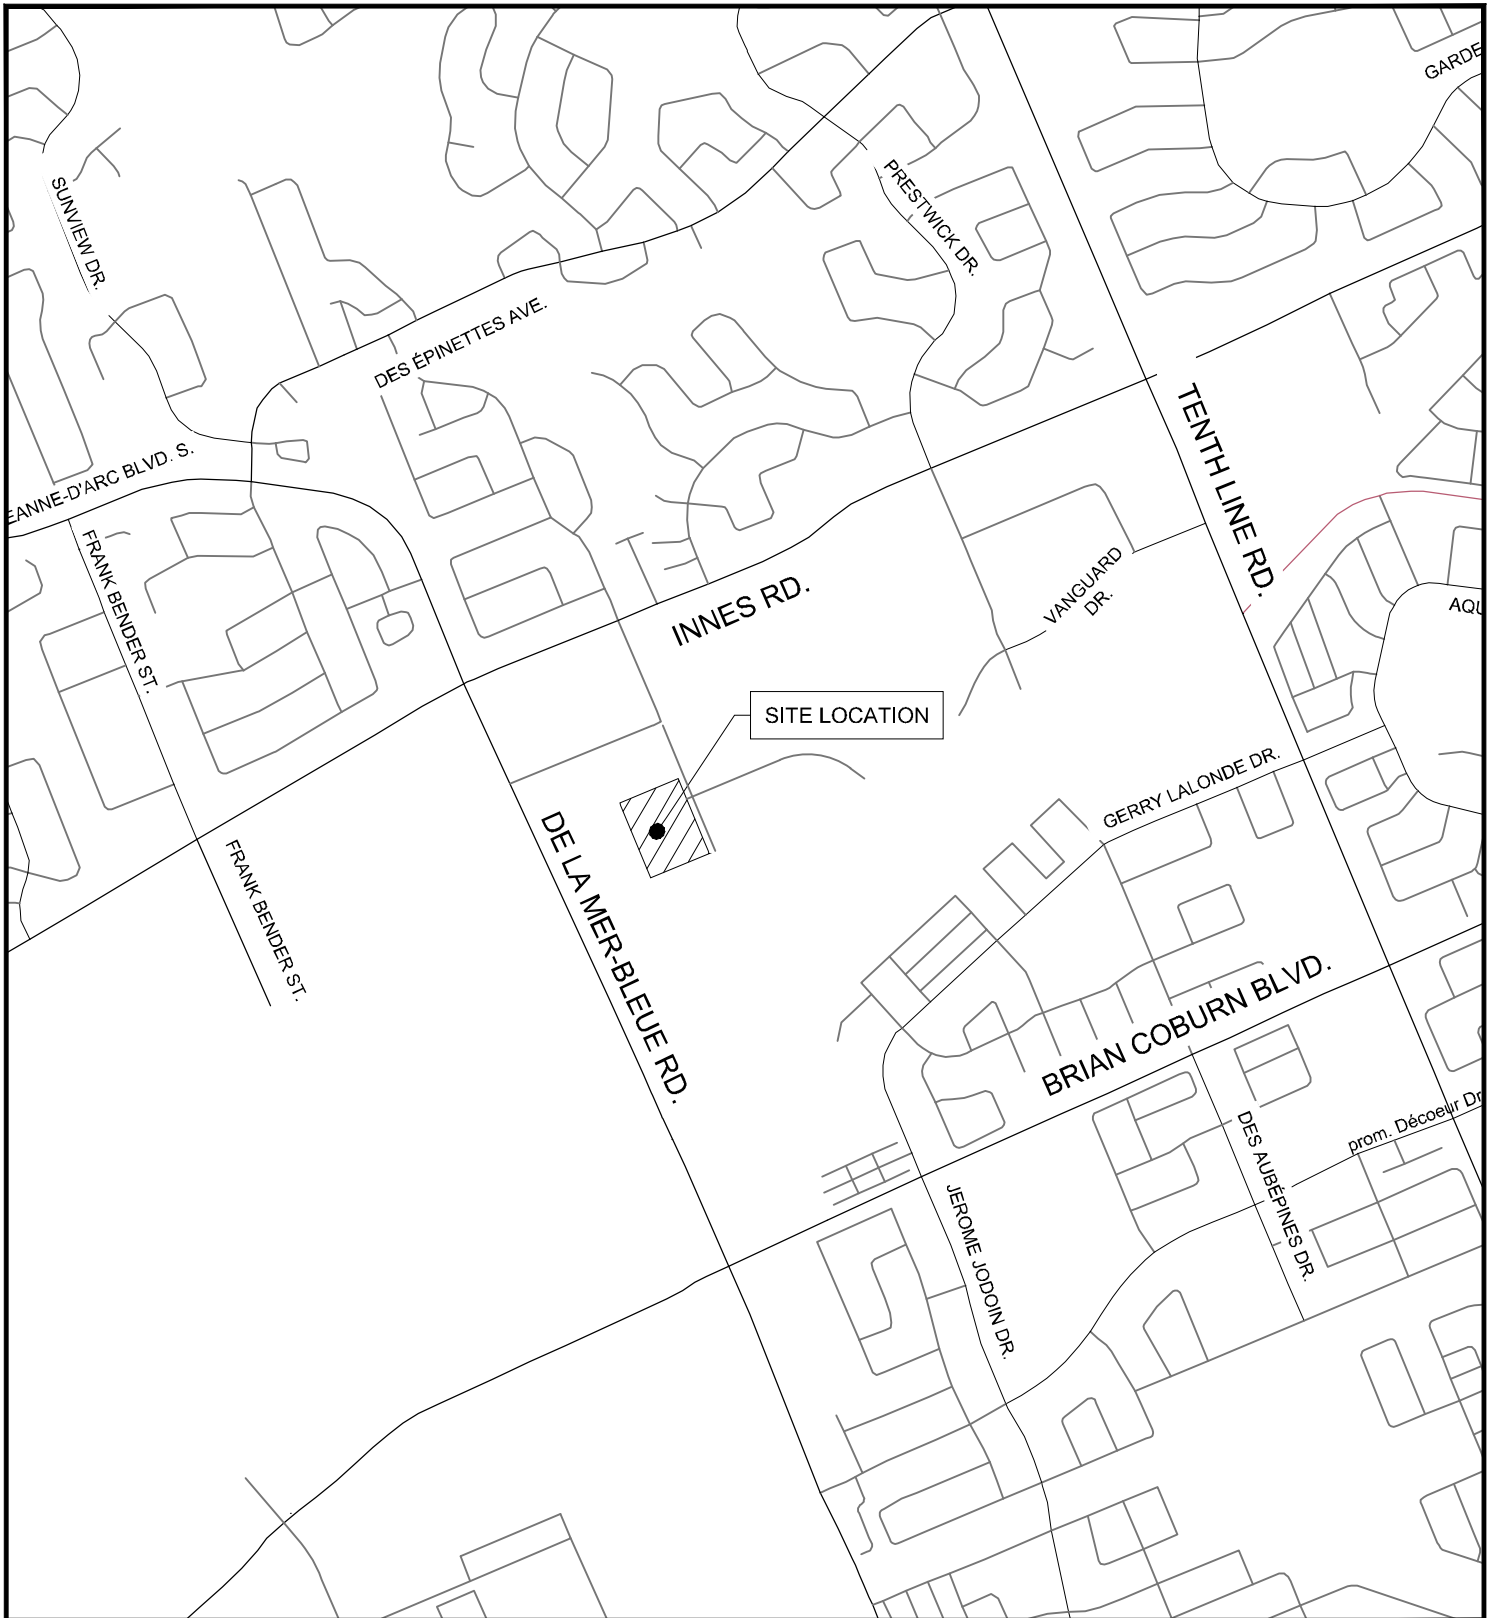 GARDE
SUNVIEW DR.
PRESTWICK DR.
DES ÉPINETTES AVE.
TENTH LINE RD.
EANNE-D'ARC BLVD. S.
FRANK BENDER ST.
INNES RD.
VANGUARD
DR.
AQU
SITE LOCATION
GERRY LALONDE DR.
DE LA MER-BLEUE RD.
FRANK BENDER ST.
BRIAN COBURN BLVD.
prom. Décoeur Dr
DES AUBÉPINES DR.
JEROME JODOIN DR.